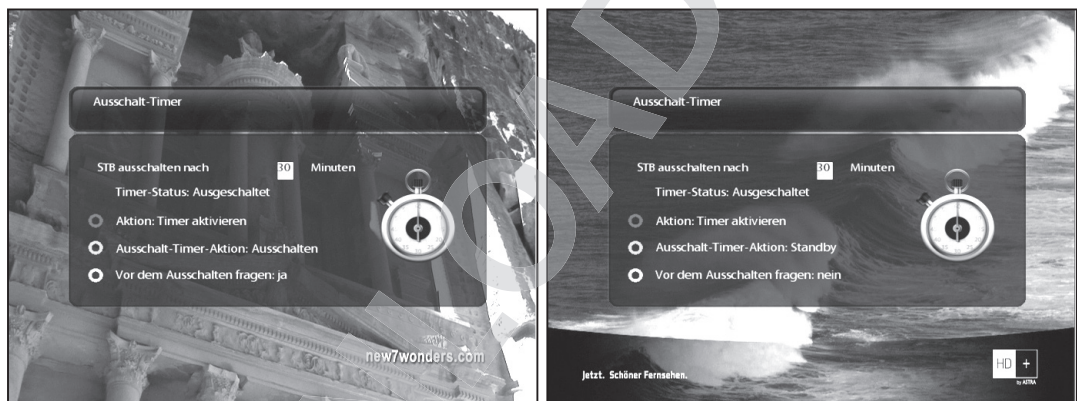 Ausschalt-Timer
STB ausschalten nach 30 Minuten
Timer-Status: Ausgeschaltet
Aktion: Timer aktivieren
Ausschalt-Timer-Aktion: Ausschalten
Vor dem Ausschalten fragen: ja
new7wonders.com
Ausschalt-Timer
STB ausschalten nach 30 Minuten
Timer-Status: Ausgeschaltet
Aktion: Timer aktivieren
Ausschalt-Timer-Aktion: Standby
Vor dem Ausschalten fragen: nein
Jetzt. Schöner Fernsehen.
HD +
by ASTRA